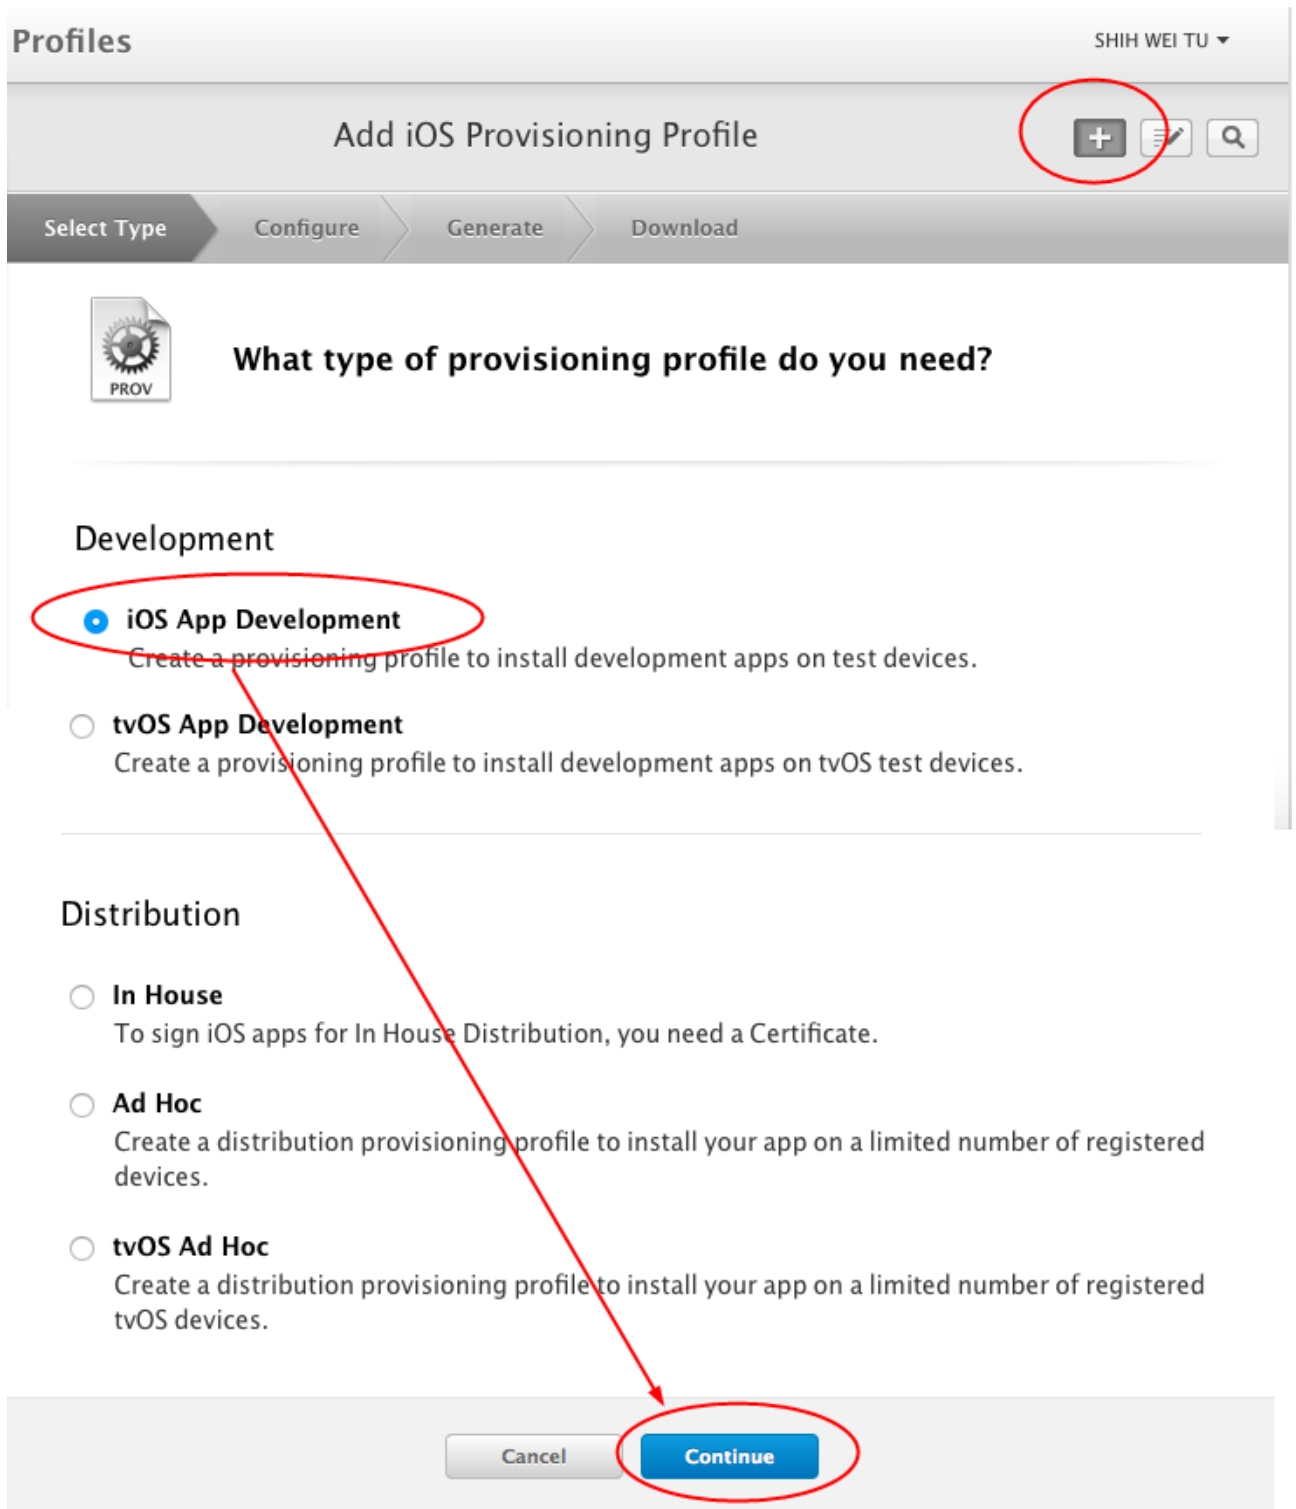 Profiles
SHIH WEI TU
Add iOS Provisioning Profile
Select Type
Configure
Generate
Download
PROV
What type of provisioning profile do you need?
Development
iOS App Development
Create a provisioning profile to install development apps on test devices.
tvOS App Development
Create a provisioning profile to install development apps on tvOS test devices.
Distribution
In House
To sign iOS apps for In House Distribution, you need a Certificate.
Ad Hoc
Create a distribution provisioning profile to install your app on a limited number of registered
devices.
tvOS Ad Hoc
Create a distribution provisioning profile to install your app on a limited number of registered
tvOS devices.
Cancel
Continue